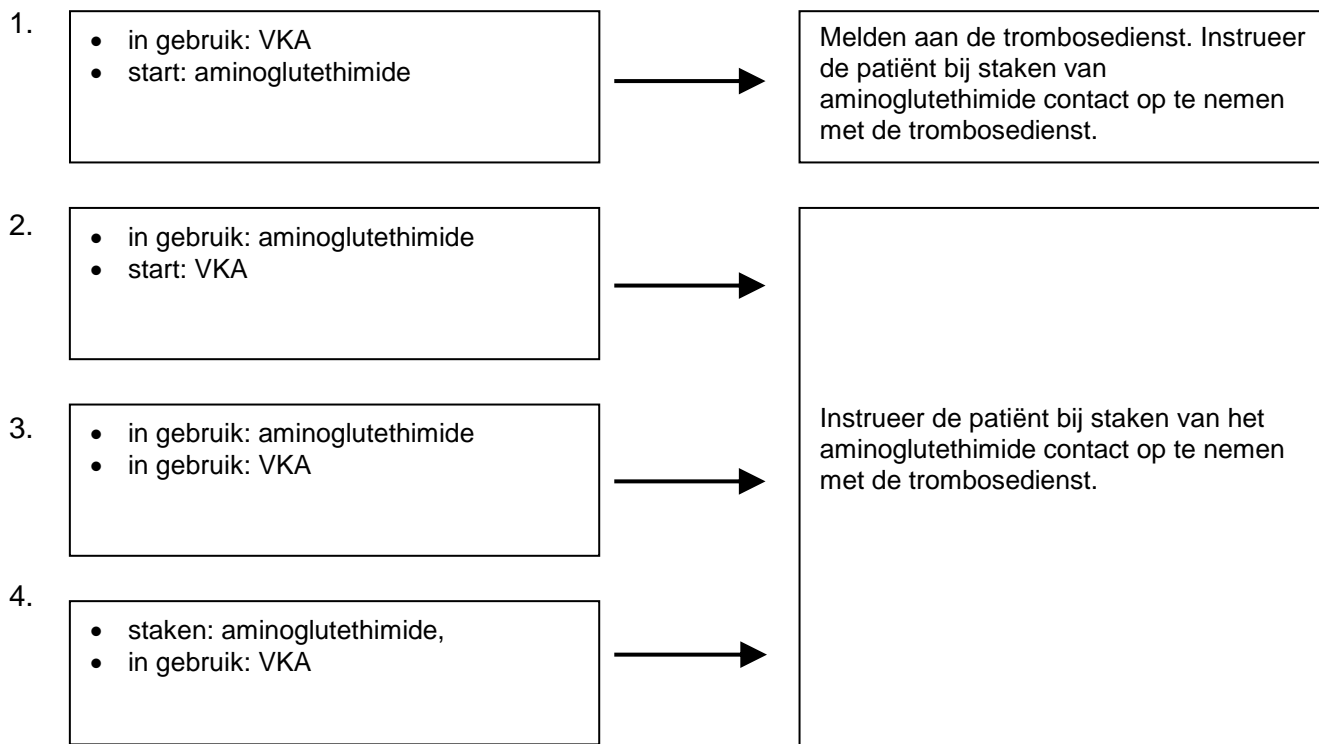 1.
• in gebruik: VKA
• start: aminoglutethimide
Melden aan de trombosedienst. Instrueer
de patiënt bij staken van
aminoglutethimide contact op te nemen
met de trombosedienst.
2.
• in gebruik: aminoglutethimide
• start: VKA
3.
• in gebruik: aminoglutethimide
• in gebruik: VKA
Instrueer de patiënt bij staken van het
aminoglutethimide contact op te nemen
met de trombosedienst.
4.
• staken: aminoglutethimide,
• in gebruik: VKA